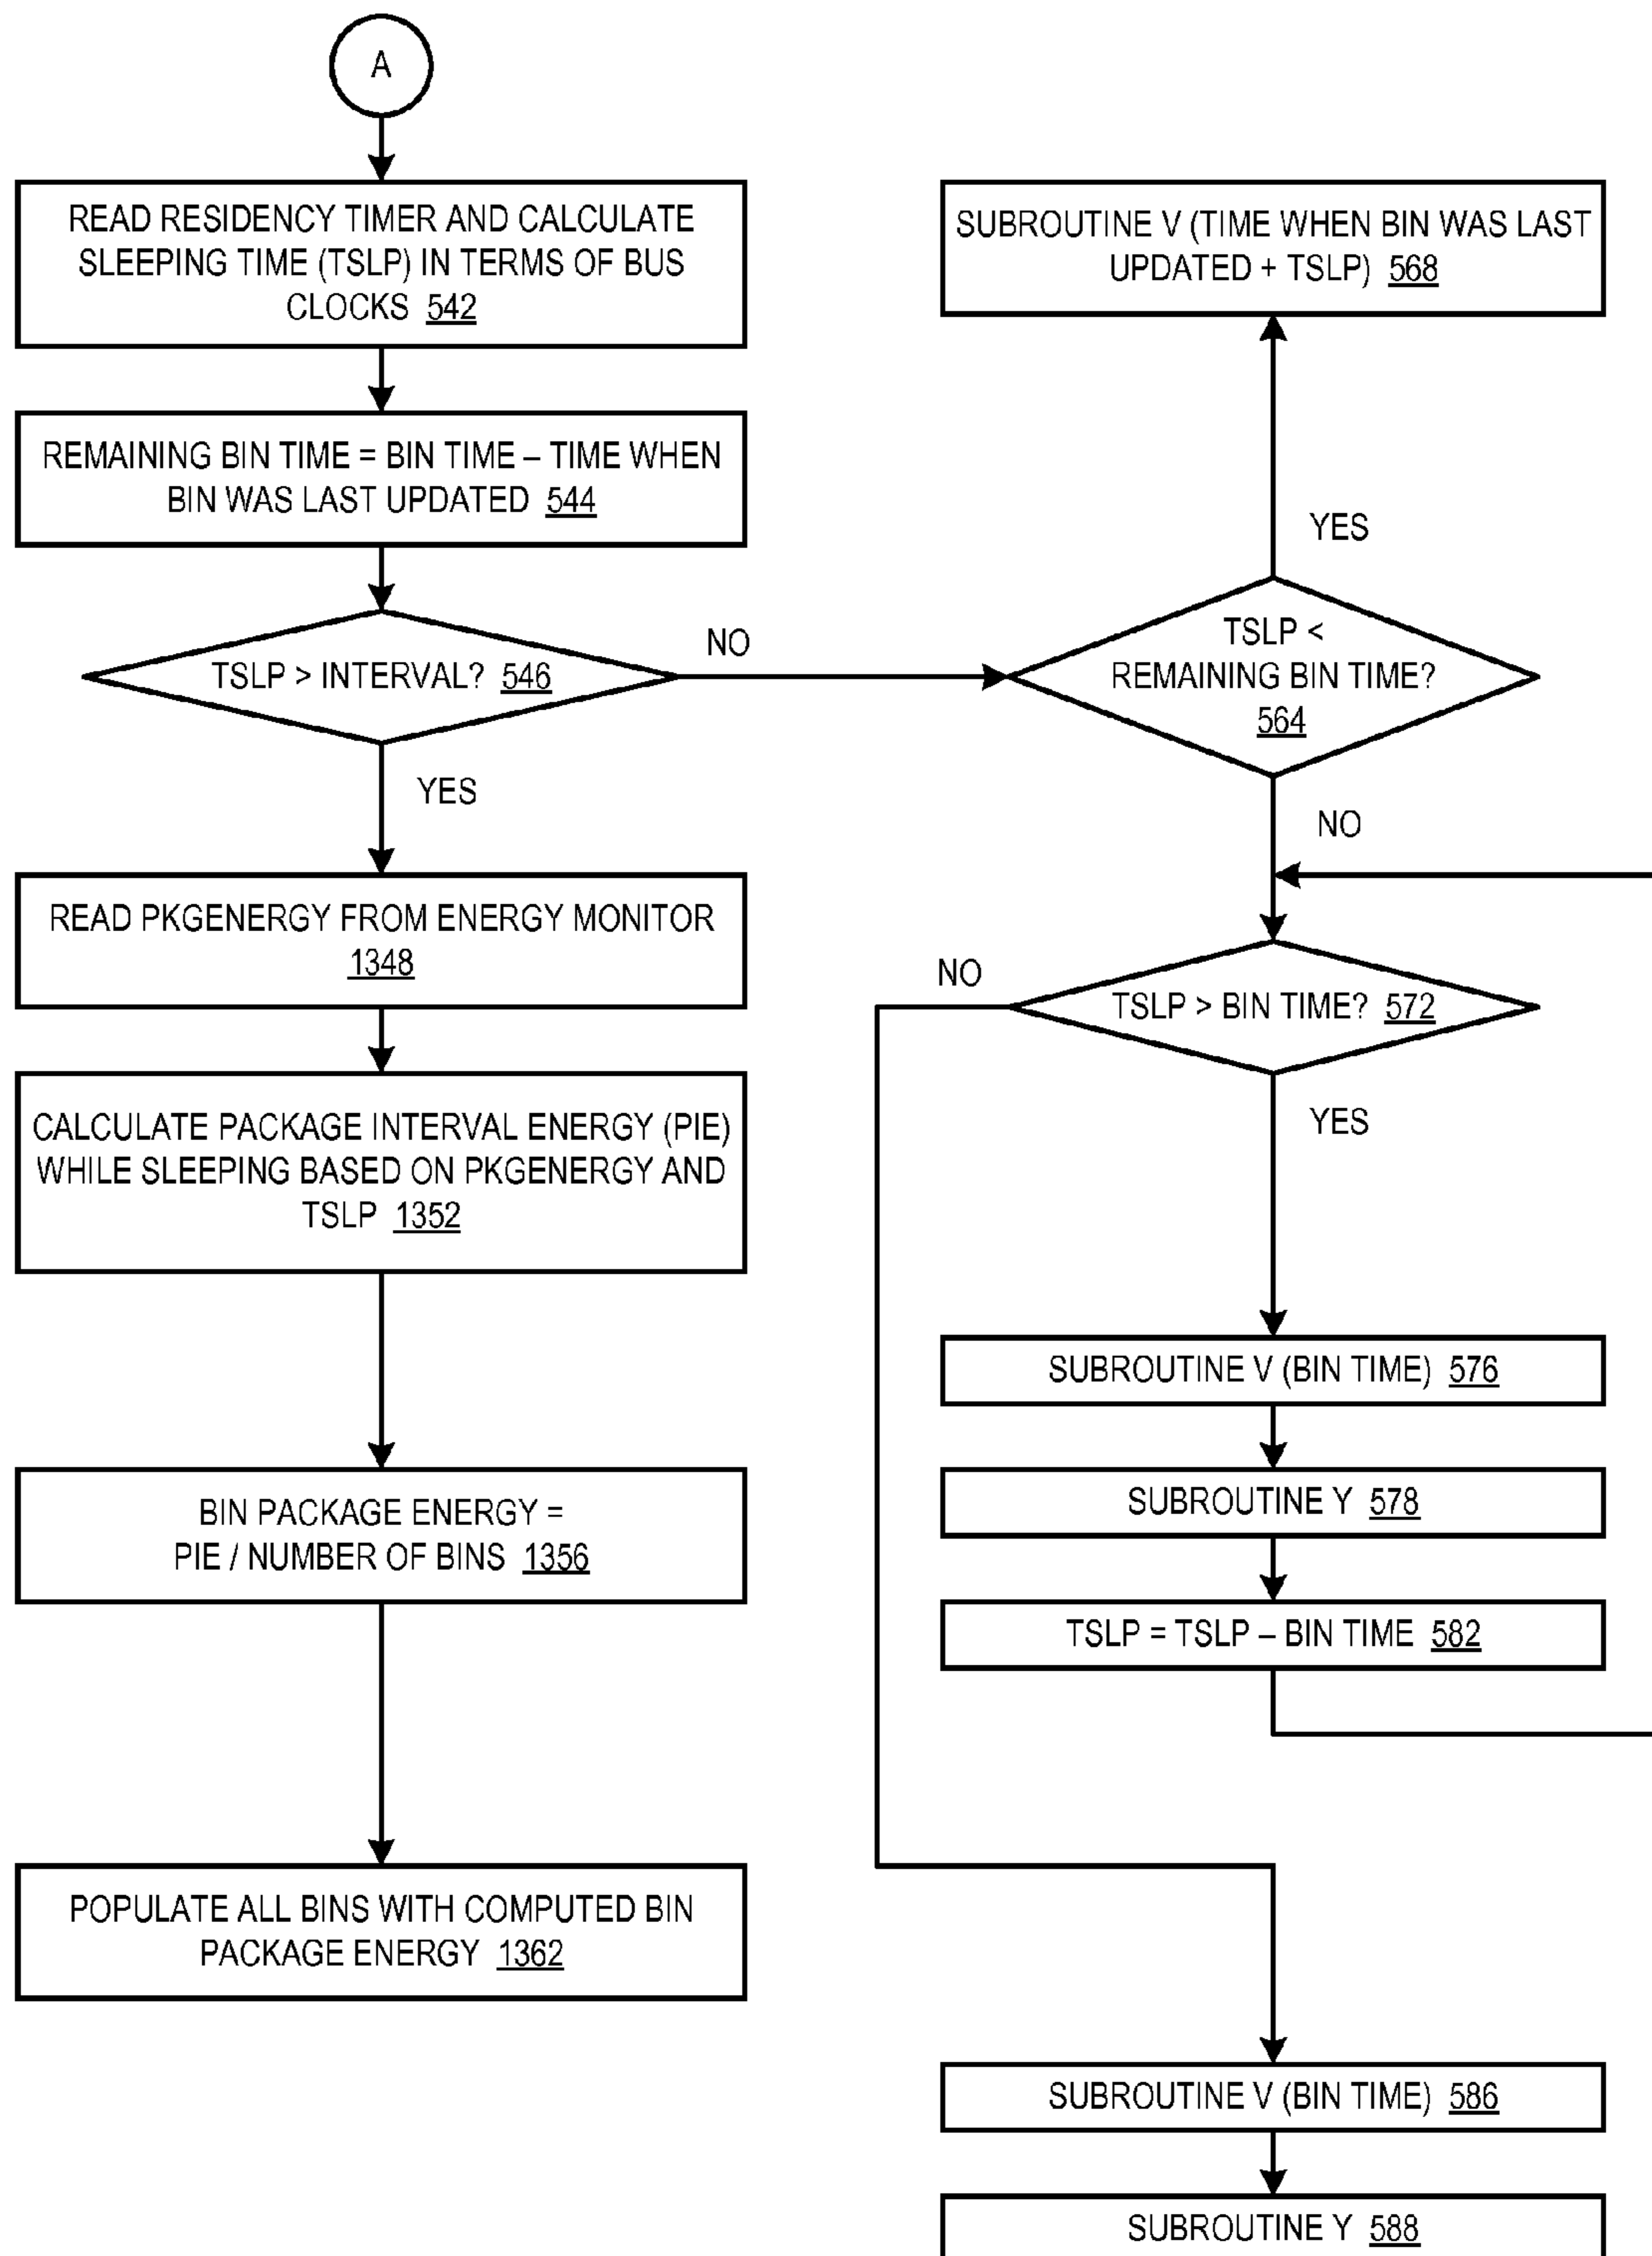 A
READ RESIDENCY TIMER AND CALCULATE
SLEEPING TIME (TSLP) IN TERMS OF BUS
CLOCKS 542
REMAINING BIN TIME = BIN TIME – TIME WHEN
BIN WAS LAST UPDATED 544
TSLP > INTERVAL? 546
NO
YES
READ PKGENERGY FROM ENERGY MONITOR
1348
CALCULATE PACKAGE INTERVAL ENERGY (PIE)
WHILE SLEEPING BASED ON PKGENERGY AND
TSLP 1352
BIN PACKAGE ENERGY =
PIE / NUMBER OF BINS 1356
POPULATE ALL BINS WITH COMPUTED BIN
PACKAGE ENERGY 1362
SUBROUTINE V (TIME WHEN BIN WAS LAST
UPDATED + TSLP) 568
YES
TSLP <
REMAINING BIN TIME?
564
NO
TSLP > BIN TIME? 572
NO
YES
SUBROUTINE V (BIN TIME) 576
SUBROUTINE Y 578
TSLP = TSLP – BIN TIME 582
SUBROUTINE V (BIN TIME) 586
SUBROUTINE Y 588